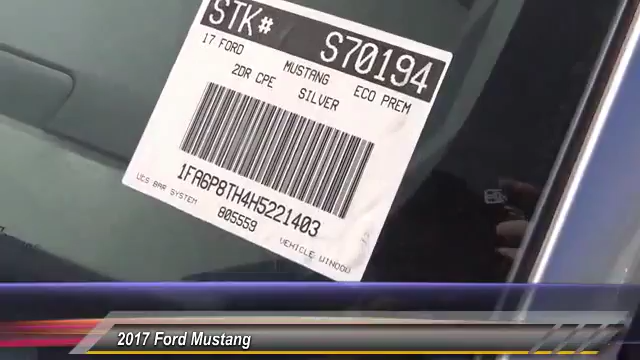 STK# S70194
17 FORD MUSTANG ECO PREM
2DR CPE SILVER
1FA6P8TH4H5221403
UCS BAR SYSTEM 805559 VEHICLE WINDOW
2017 Ford Mustang